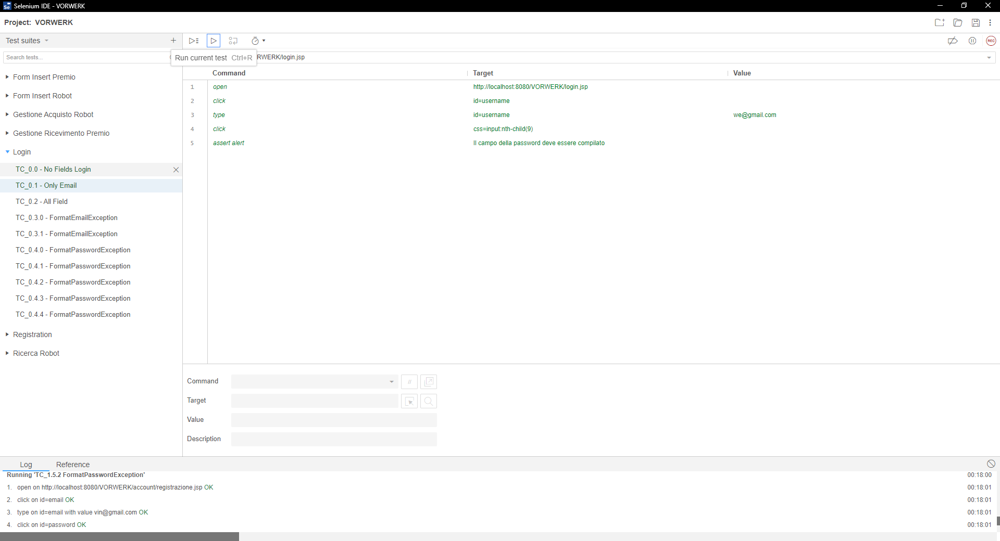 Selenium IDE - VORWERK
Project: VORWERK
Test suites
Search tests...
Run current test Ctrl+R
RWERK/login.jsp
REC
Form Insert Premio
Form Insert Robot
Gestione Acquisto Robot
Gestione Ricevimento Premio
Login
TC_0.0 - No Fields Login
TC_0.1 - Only Email
TC_0.2 - All Field
TC_0.3.0 - FormatEmailException
TC_0.3.1 - FormatEmailException
TC_0.4.0 - FormatPasswordException
TC_0.4.1 - FormatPasswordException
TC_0.4.2 - FormatPasswordException
TC_0.4.3 - FormatPasswordException
TC_0.4.4 - FormatPasswordException
Registration
Ricerca Robot
Command Target Value
1 open http://localhost:8080/VORWERK/login.jsp
2 click id=username
3 type id=username we@gmail.com
4 click css=input:nth-child(9)
5 assert alert Il campo della password deve essere compilato
Command //
Target
Value
Description
Log Reference
Running 'TC_1.5.2 FormatPasswordException' 00:18:00
1. open on http://localhost:8080/VORWERK/account/registrazione.jsp OK 00:18:01
2. click on id=email OK 00:18:01
3. type on id=email with value vin@gmail.com OK 00:18:01
4. click on id=password OK 00:18:01